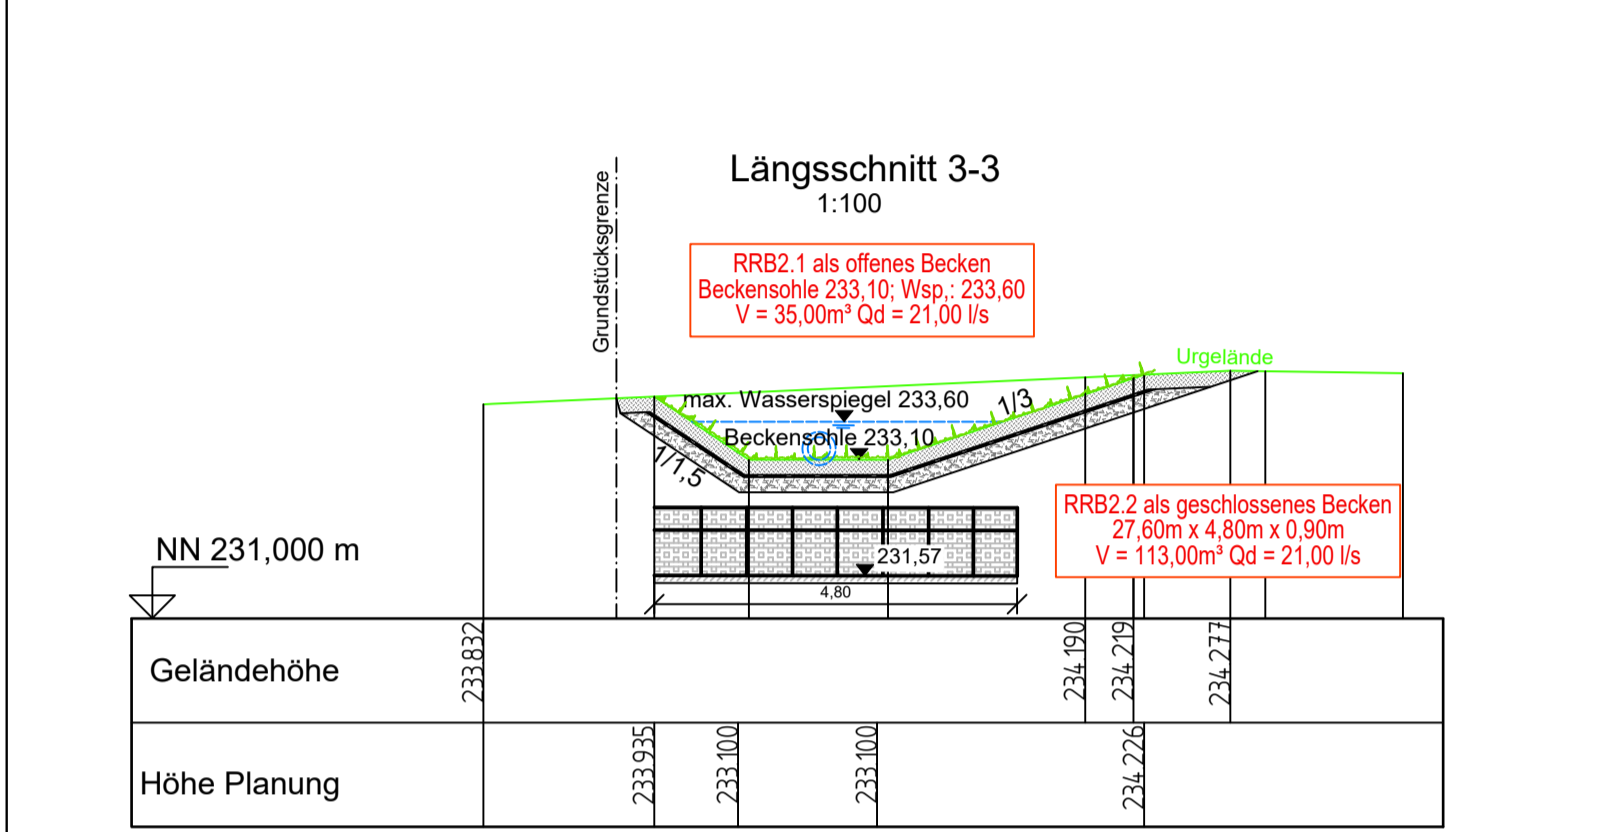 Längsschnitt 3-3
1:100
Grundstücksgrenze
RRB2.1 als offenes Becken
Beckensohle 233,10; Wsp,: 233,60
V = 35,00m³ Qd = 21,00 l/s
Urgelände
max. Wasserspiegel 233,60
1/3
Beckensohle 233,10
1/1,5
RRB2.2 als geschlossenes Becken
27,60m x 4,80m x 0,90m
V = 113,00m³ Qd = 21,00 l/s
NN 231,000 m
231,57
4,80
Geländehöhe
233 832
234 190
234 219
234 277
Höhe Planung
233 935
233 100
233 100
234 226